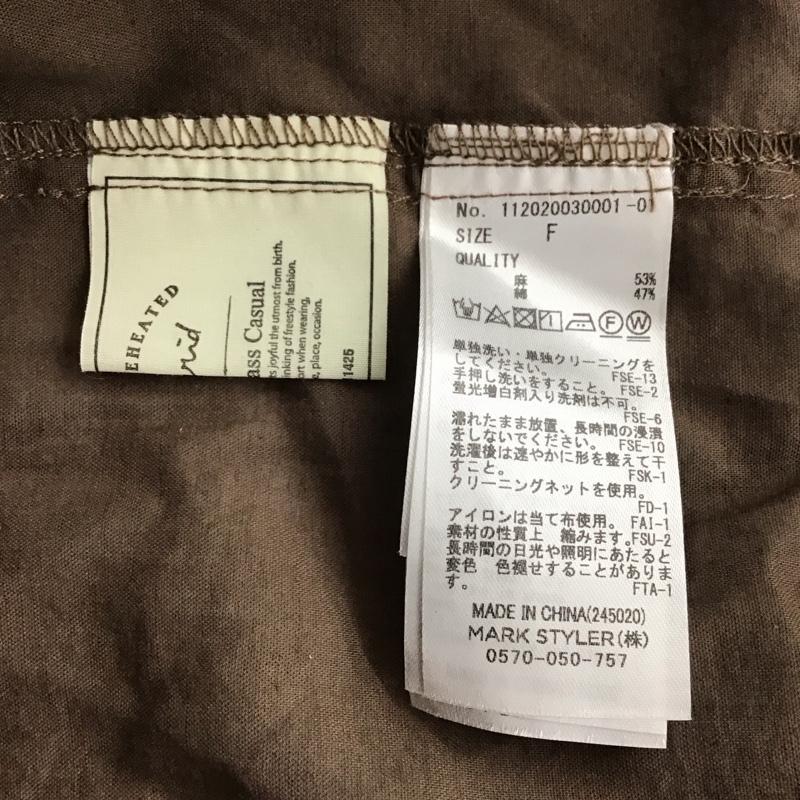 EHEATED
ass Casual
s joyful the utmost from birth.
inking of freestyle fashion.
ort when wearing,
e, place, occasion.
1425
No. 112020030001-01
SIZE F
QUALITY
麻 53%
綿 47%
F W
単独洗い・単独クリーニングを
してください。 FSE-13
手押し洗いをすること。 FSE-2
蛍光増白剤入り洗剤は不可。
FSE-6
濡れたまま放置、長時間の浸漬
をしないでください。 FSE-10
洗濯後は速やかに形を整えて干
すこと。 FSK-1
クリーニングネットを使用。
FD-1
アイロンは当て布使用。 FAI-1
素材の性質上 縮みます。FSU-2
長時間の日光や照明にあたると
変色 色褪せすることがありま
す。 FTA-1
MADE IN CHINA(245020)
MARK STYLER(株)
0570-050-757